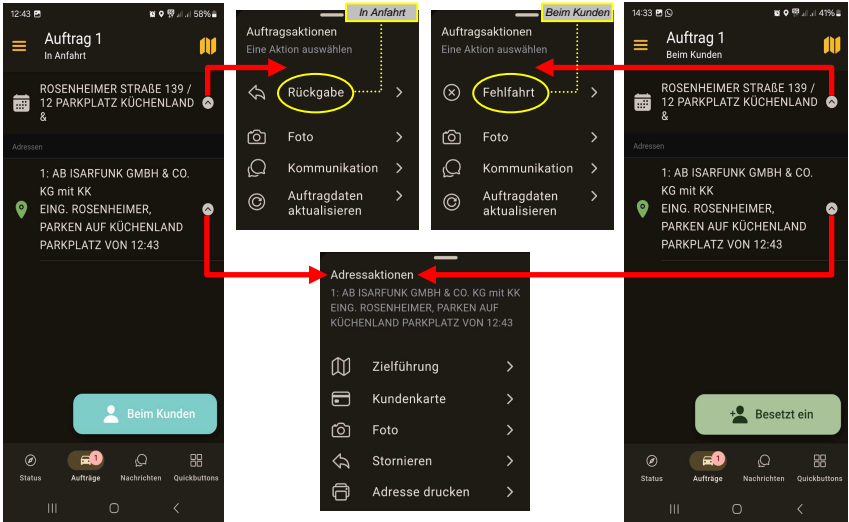 12:43
58%
Auftrag 1
In Anfahrt
ROSENHEIMER STRAßE 139 /
12 PARKPLATZ KÜCHENLAND
&
Adressen
1: AB ISARFUNK GMBH & CO.
KG mit KK
EING. ROSENHEIMER,
PARKEN AUF KÜCHENLAND
PARKPLATZ VON 12:43
Beim Kunden
1
Status
Aufträge
Nachrichten
Quickbuttons
In Anfahrt
Auftragsaktionen
Eine Aktion auswählen
Rückgabe
Foto
Kommunikation
Auftragdaten
aktualisieren
Beim Kunden
Auftragsaktionen
Eine Aktion auswählen
Fehlfahrt
Foto
Kommunikation
Auftragdaten
aktualisieren
Adressaktionen
1: AB ISARFUNK GMBH & CO. KG mit KK
EING. ROSENHEIMER, PARKEN AUF
KÜCHENLAND PARKPLATZ VON 12:43
Zielführung
Kundenkarte
Foto
Stornieren
Adresse drucken
14:33
41%
Auftrag 1
Beim Kunden
ROSENHEIMER STRAßE 139 /
12 PARKPLATZ KÜCHENLAND
&
Adressen
1: AB ISARFUNK GMBH & CO.
KG mit KK
EING. ROSENHEIMER,
PARKEN AUF KÜCHENLAND
PARKPLATZ VON 12:43
Besetzt ein
1
Status
Aufträge
Nachrichten
Quickbuttons